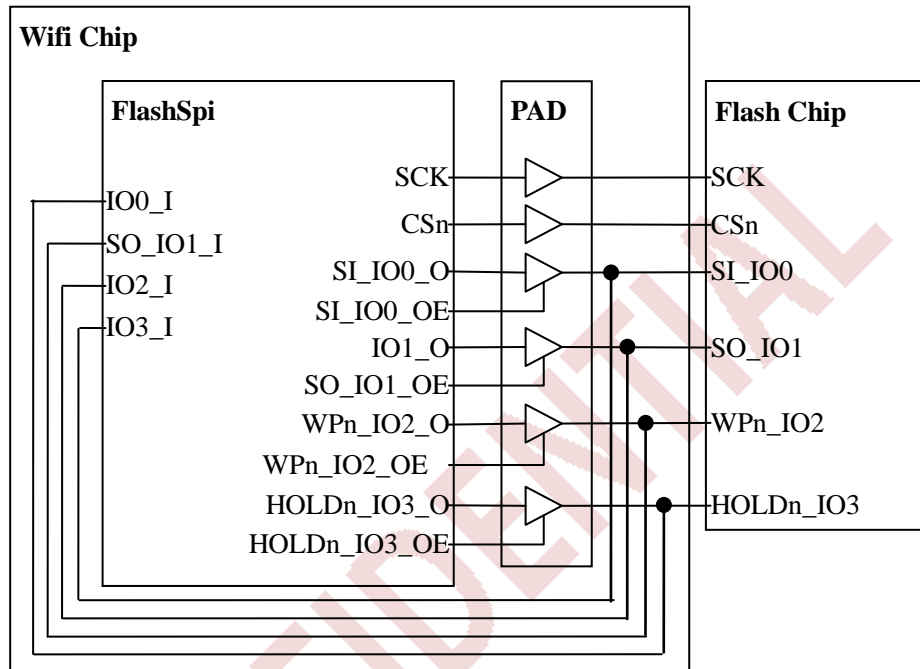 Wifi Chip
FlashSpi
PAD
Flash Chip
IO0_I
SO_IO1_I
IO2_I
IO3_I
SCK
CSn
SI_IO0_O
SI_IO0_OE
IO1_O
SO_IO1_OE
WPn_IO2_O
WPn_IO2_OE
HOLDn_IO3_O
HOLDn_IO3_OE
SCK
CSn
SI_IO0
SO_IO1
WPn_IO2
HOLDn_IO3
FIDENTIAL